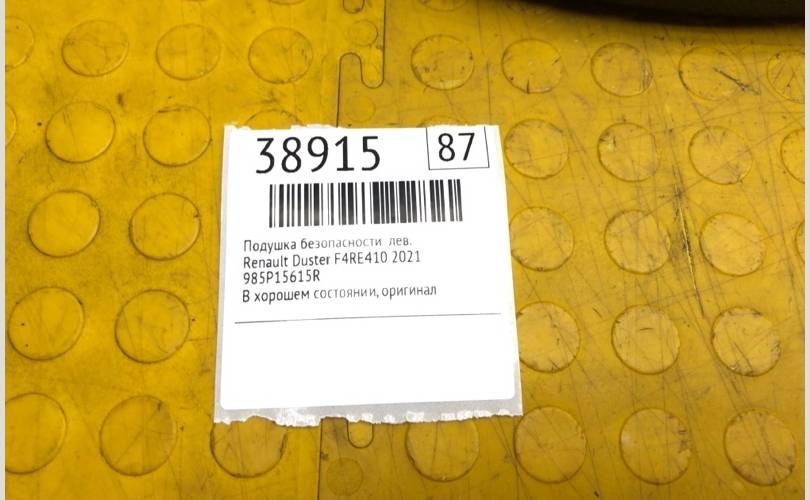 38915 87
Подушка безопасности лев.
Renault Duster F4RE410 2021
985P15615R
В хорошем состоянии, оригинал